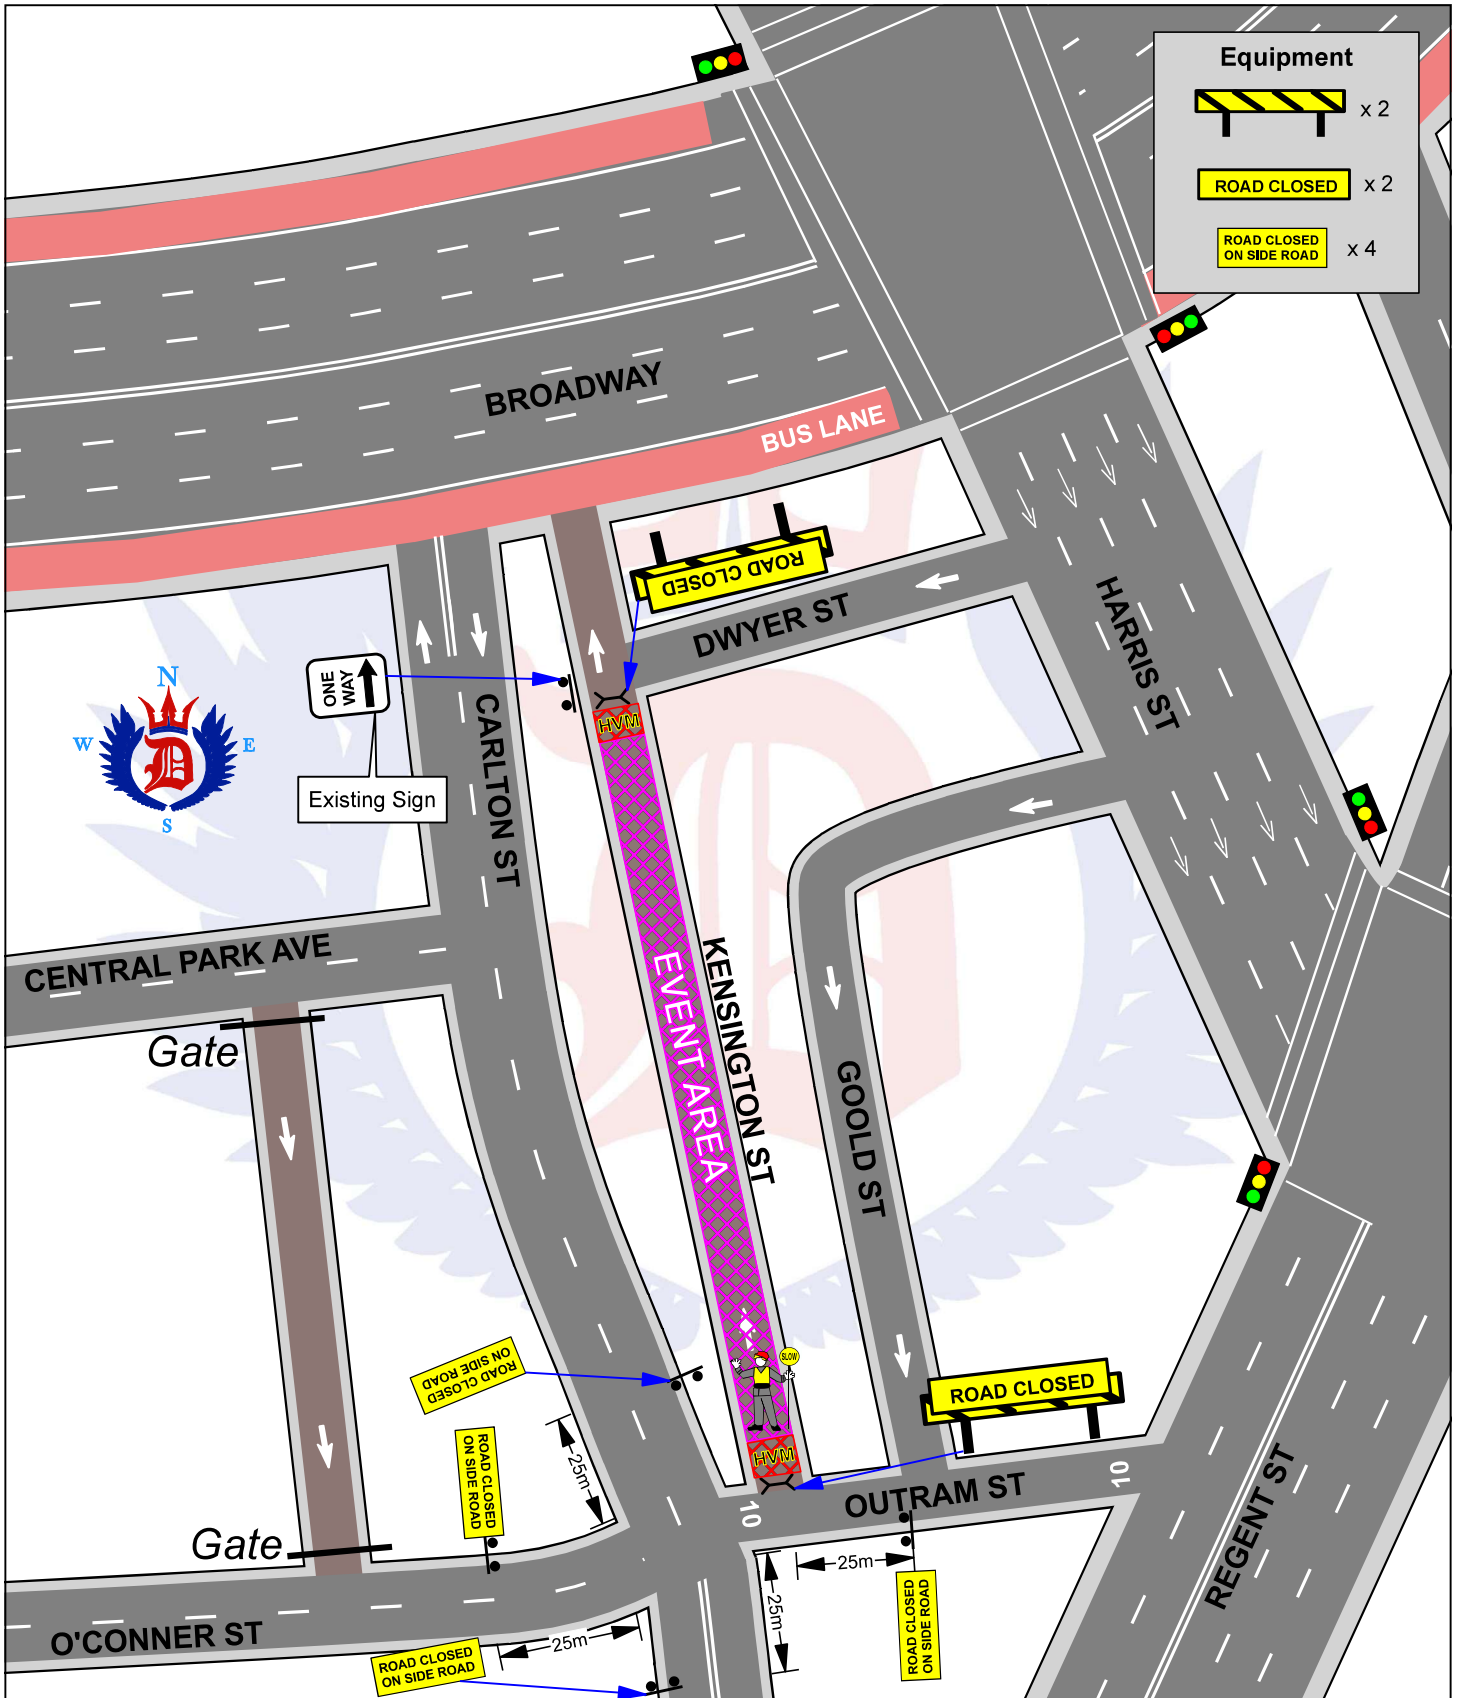 Equipment
x 2
ROAD CLOSED
x 2
ROAD CLOSED
ON SIDE ROAD
x 4
BROADWAY
BUS LANE
ROAD CLOSED
DWYER ST
HARRIS ST
ONE
WAY
Existing Sign
N
W
E
S
D
CARLTON ST
HVM
CENTRAL PARK AVE
Gate
EVENT AREA
KENSINGTON ST
GOOLD ST
SLOW
ROAD CLOSED
ON SIDE ROAD
ROAD CLOSED
ROAD CLOSED
ON SIDE ROAD
25m
HVM
10
OUTRAM ST
10
REGENT ST
Gate
25m
25m
ROAD CLOSED
ON SIDE ROAD
O'CONNER ST
25m
ROAD CLOSED
ON SIDE ROAD